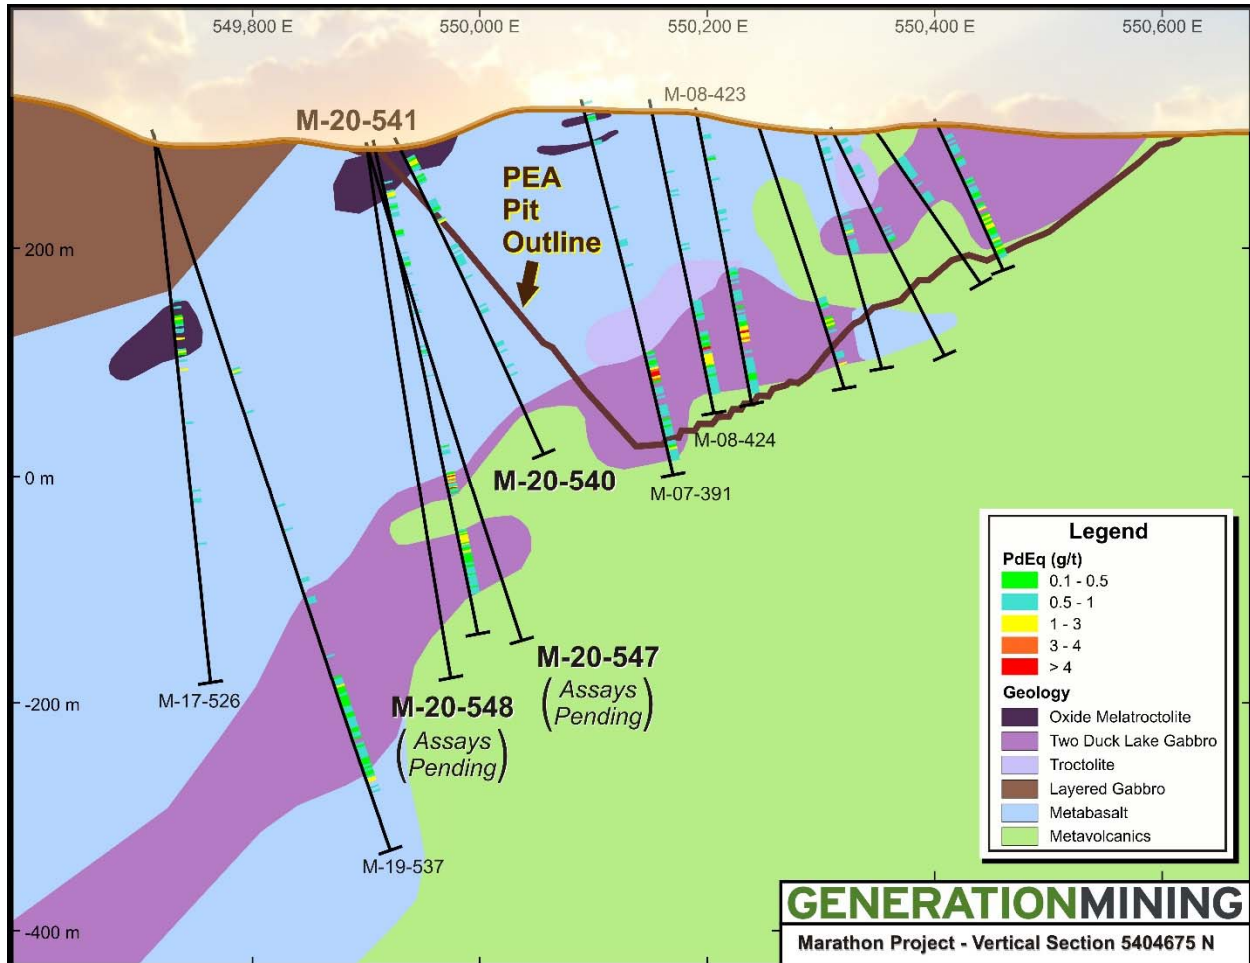 549,800 E
550,000 E
550,200 E
550,400 E
550,600 E
M-08-423
M-20-541
PEA
Pit
Outline
200 m
M-08-424
0 m
M-20-540
M-07-391
M-20-547
(Assays
Pending)
-200 m
M-17-526
M-20-548
(Assays
Pending)
M-19-537
-400 m
Legend
PdEq (g/t)
0.1 - 0.5
0.5 - 1
1 - 3
3 - 4
> 4
Geology
Oxide Melatroctolite
Two Duck Lake Gabbro
Troctolite
Layered Gabbro
Metabasalt
Metavolcanics
GENERATIONMINING
Marathon Project - Vertical Section 5404675 N